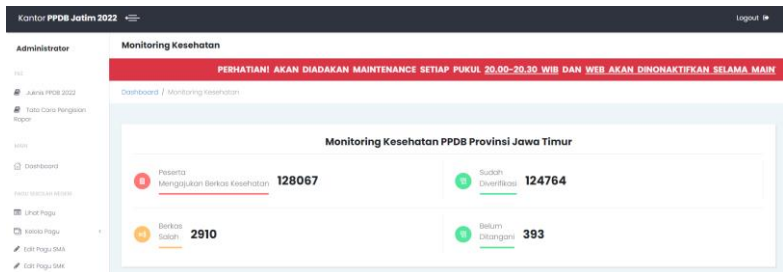 Kantor PPDB Jatim 2022
Logout
Administrator
Monitoring Kesehatan
PERHATIAN! AKAN DIADAKAN MAINTENANCE SETIAP PUKUL 20.00-20.30 WIB DAN WEB AKAN DINONAKTIFKAN SELAMA MAIN
Dashboard / Monitoring Kesehatan
FAQ
Juknis PPDB 2022
Tata Cara Pengisian
Rapor
Dashboard
Lihat Pagu
Kelola Pagu
Edit Pagu SMA
Edit Pagu SMK
Monitoring Kesehatan PPDB Provinsi Jawa Timur
Peserta
Mengajukan Berkas Kesehatan 128067
Sudah
Diverifikasi 124764
Berkas
Salah 2910
Belum
Ditangani 393